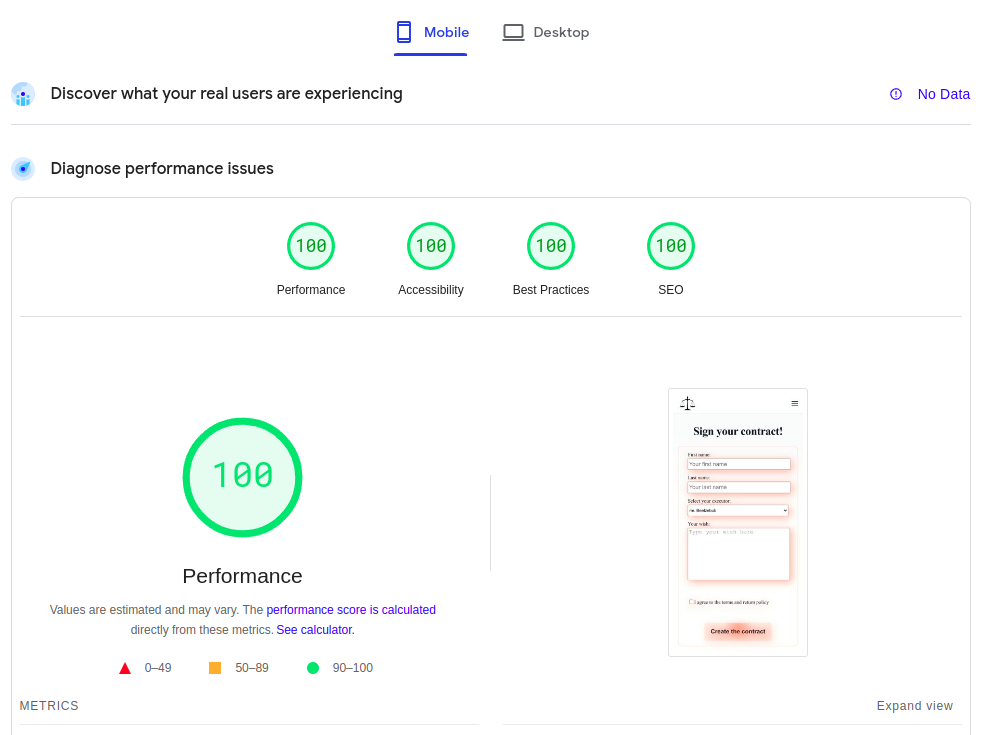 Mobile Desktop
Discover what your real users are experiencing No Data
Diagnose performance issues
100 100 100 100
Performance Accessibility Best Practices SEO
100
Performance
Values are estimated and may vary. The performance score is calculated
directly from these metrics. See calculator.
0–49 50–89 90–100
Sign your contract!
First name:
Your first name
Last name:
Your last name
Select your executor:
Your wish:
Type your wish here
I agree to the terms and return policy
Create the contract
METRICS Expand view